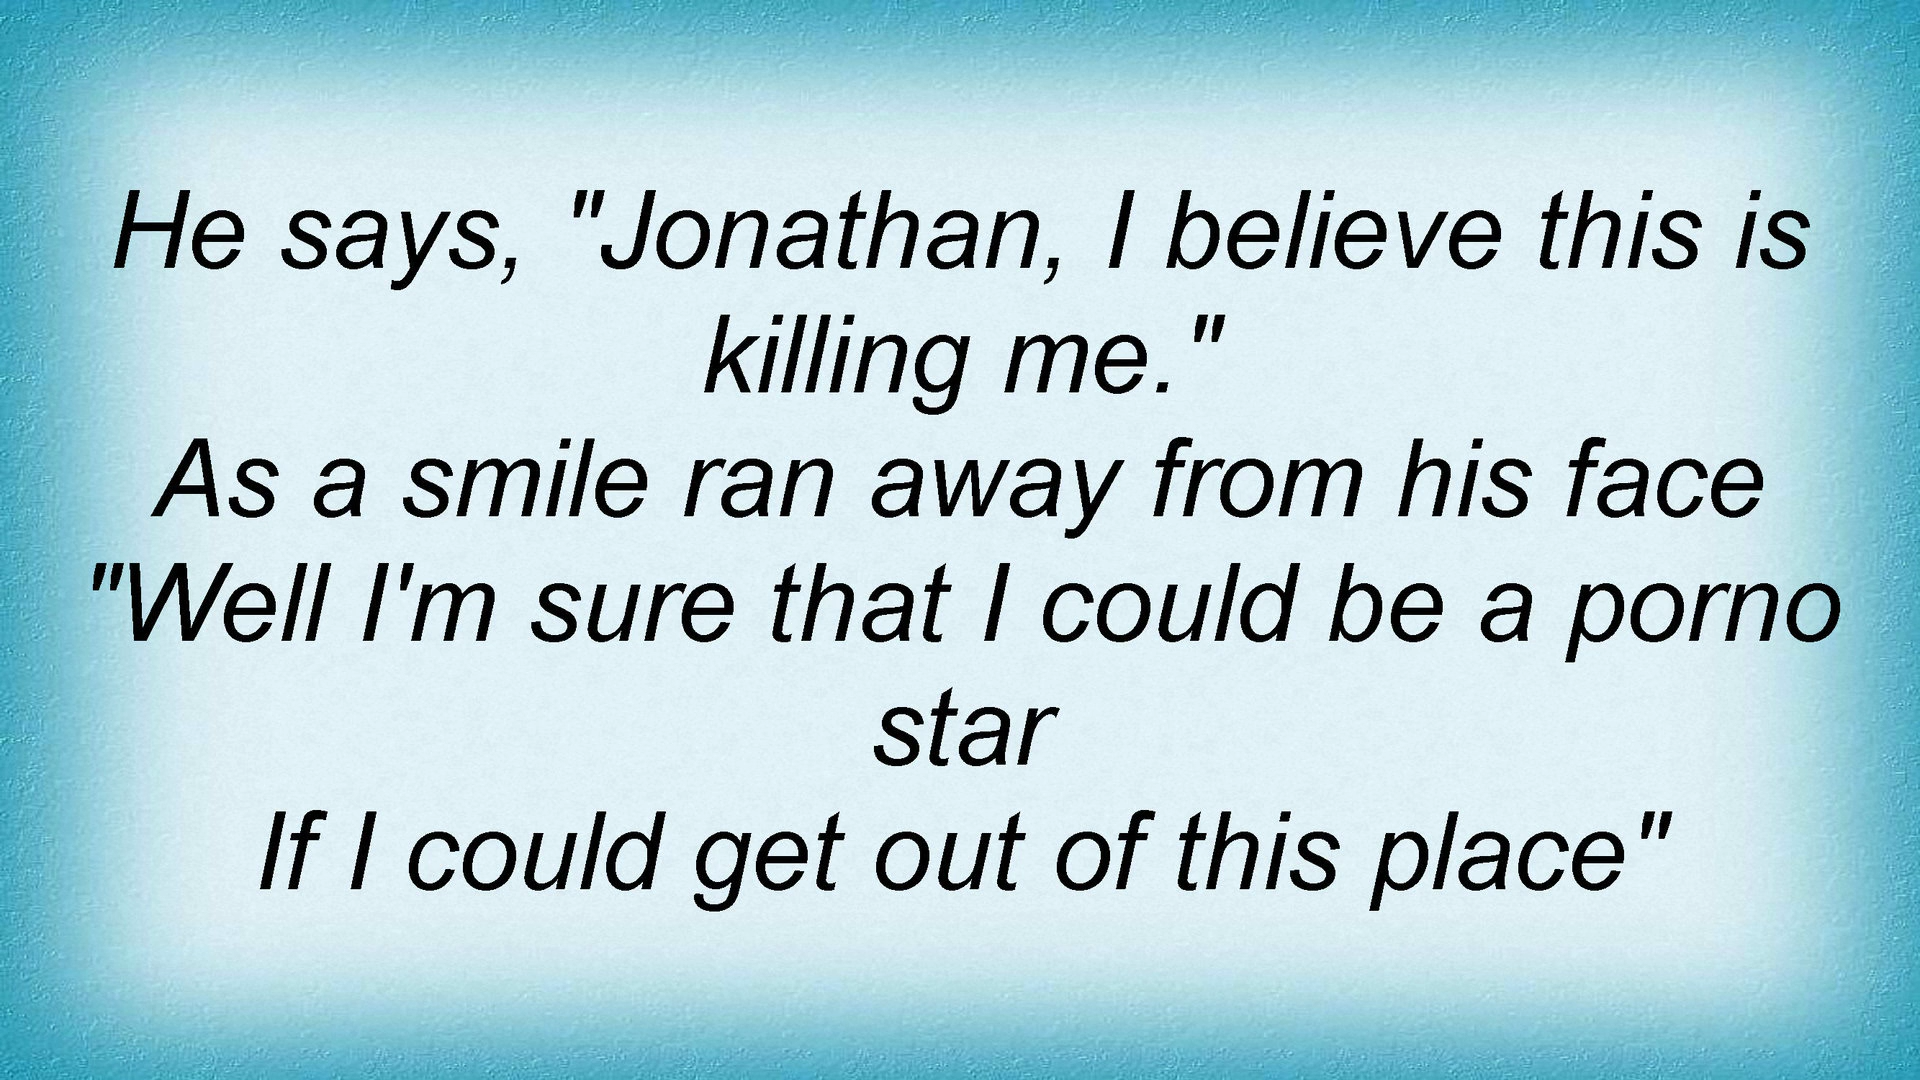 He says, "Jonathan, I believe this is
killing me."
As a smile ran away from his face
"Well I'm sure that I could be a porno
star
If I could get out of this place"